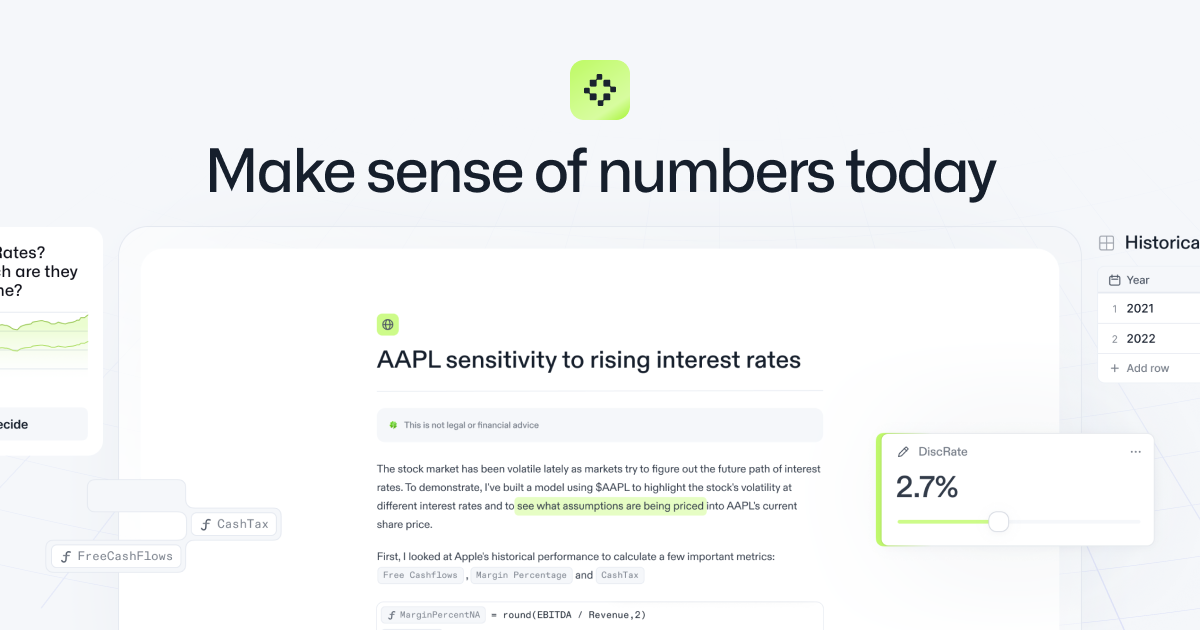 Make sense of numbers today
Rates?
ch are they
me?
ecide
CashTax
FreeCashFlows
AAPL sensitivity to rising interest rates
This is not legal or financial advice
The stock market has been volatile lately as markets try to figure out the future path of interest
rates. To demonstrate, I've built a model using $AAPL to highlight the stock's volatility at
different interest rates and to see what assumptions are being priced into AAPL's current
share price.
First, I looked at Apple's historical performance to calculate a few important metrics:
Free Cashflows , Margin Percentage and CashTax
MarginPercentNA = round(EBITDA / Revenue,2)
Historica
Year
1 2021
2 2022
+ Add row
DiscRate
2.7%